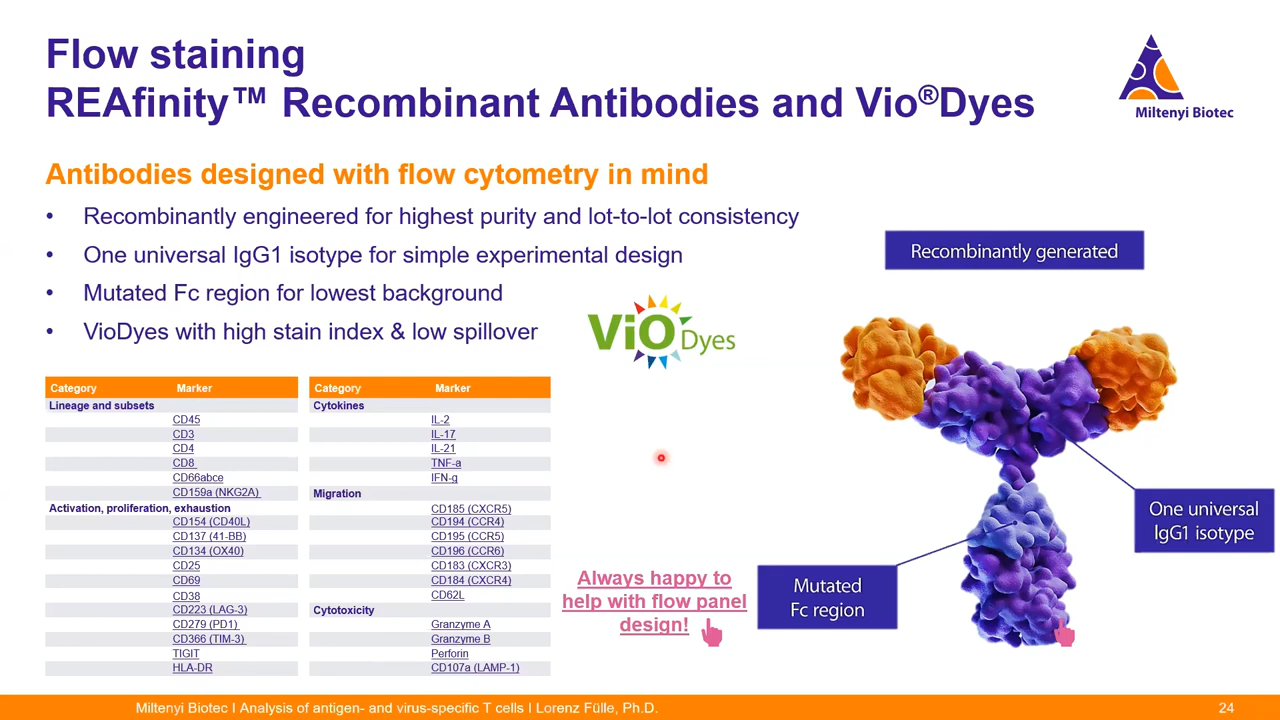 Flow staining
REAfinity™ Recombinant Antibodies and Vio®Dyes
Miltenyi Biotec
Antibodies designed with flow cytometry in mind
• Recombinantly engineered for highest purity and lot-to-lot consistency
• One universal IgG1 isotype for simple experimental design
• Mutated Fc region for lowest background
• VioDyes with high stain index & low spillover
ViO Dyes
Recombinantly generated
One universal
IgG1 isotype
Mutated
Fc region
Category Marker
Lineage and subsets
CD45
CD3
CD4
CD8
CD66abce
CD159a (NKG2A)
Activation, proliferation, exhaustion
CD154 (CD40L)
CD137 (41-BB)
CD134 (OX40)
CD25
CD69
CD38
CD223 (LAG-3)
CD279 (PD1)
CD366 (TIM-3)
TIGIT
HLA-DR
Category Marker
Cytokines
IL-2
IL-17
IL-21
TNF-a
IFN-g
Migration
CD185 (CXCR5)
CD194 (CCR4)
CD195 (CCR5)
CD196 (CCR6)
CD183 (CXCR3)
CD184 (CXCR4)
CD62L
Cytotoxicity
Granzyme A
Granzyme B
Perforin
CD107a (LAMP-1)
Always happy to
help with flow panel
design!
Miltenyi Biotec I Analysis of antigen- and virus-specific T cells I Lorenz Fülle, Ph.D.
24